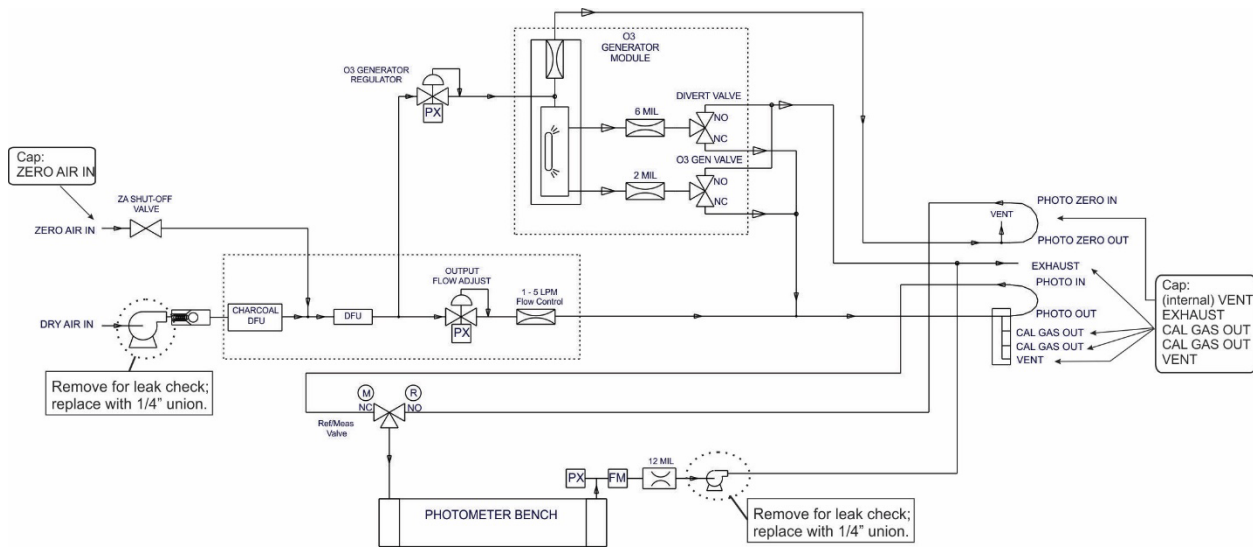 O3
GENERATOR
MODULE
O3 GENERATOR
REGULATOR
PX
6 MIL
DIVERT VALVE
NO
NC
2 MIL
O3 GEN VALVE
NO
NC
Cap:
ZERO AIR IN
ZA SHUT-OFF
VALVE
ZERO AIR IN
PHOTO ZERO IN
VENT
PHOTO ZERO OUT
EXHAUST
PHOTO IN
PHOTO OUT
CAL GAS OUT
CAL GAS OUT
VENT
Cap:
(internal) VENT
EXHAUST
CAL GAS OUT
CAL GAS OUT
VENT
OUTPUT
FLOW ADJUST
PX
1 - 5 LPM
Flow Control
CHARCOAL
DFU
DFU
DRY AIR IN
Remove for leak check;
replace with 1/4" union.
M
NC
R
NO
Ref/Meas
Valve
PX
FM
12 MIL
PHOTOMETER BENCH
Remove for leak check;
replace with 1/4" union.